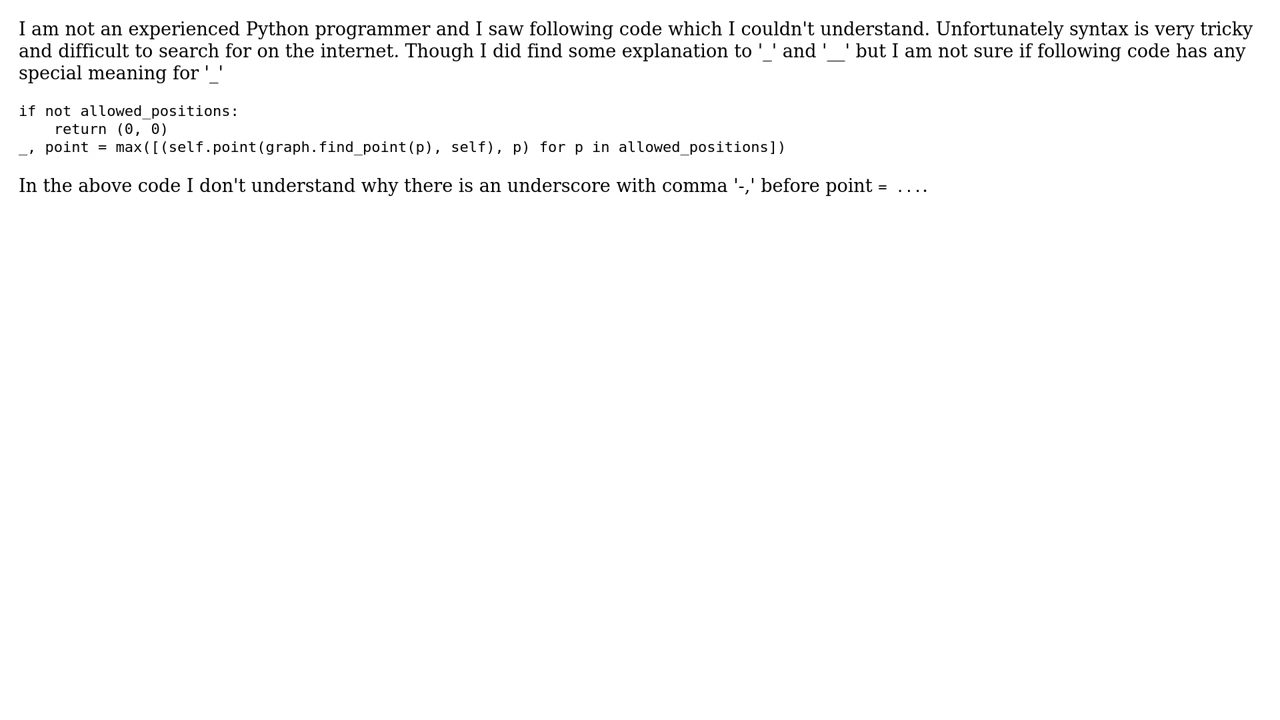 I am not an experienced Python programmer and I saw following code which I couldn't understand. Unfortunately syntax is very tricky
and difficult to search for on the internet. Though I did find some explanation to '_' and '__' but I am not sure if following code has any
special meaning for '_'
if not allowed_positions:
    return (0, 0)
_, point = max([(self.point(graph.find_point(p), self), p) for p in allowed_positions])
In the above code I don't understand why there is an underscore with comma '-,' before point = ....